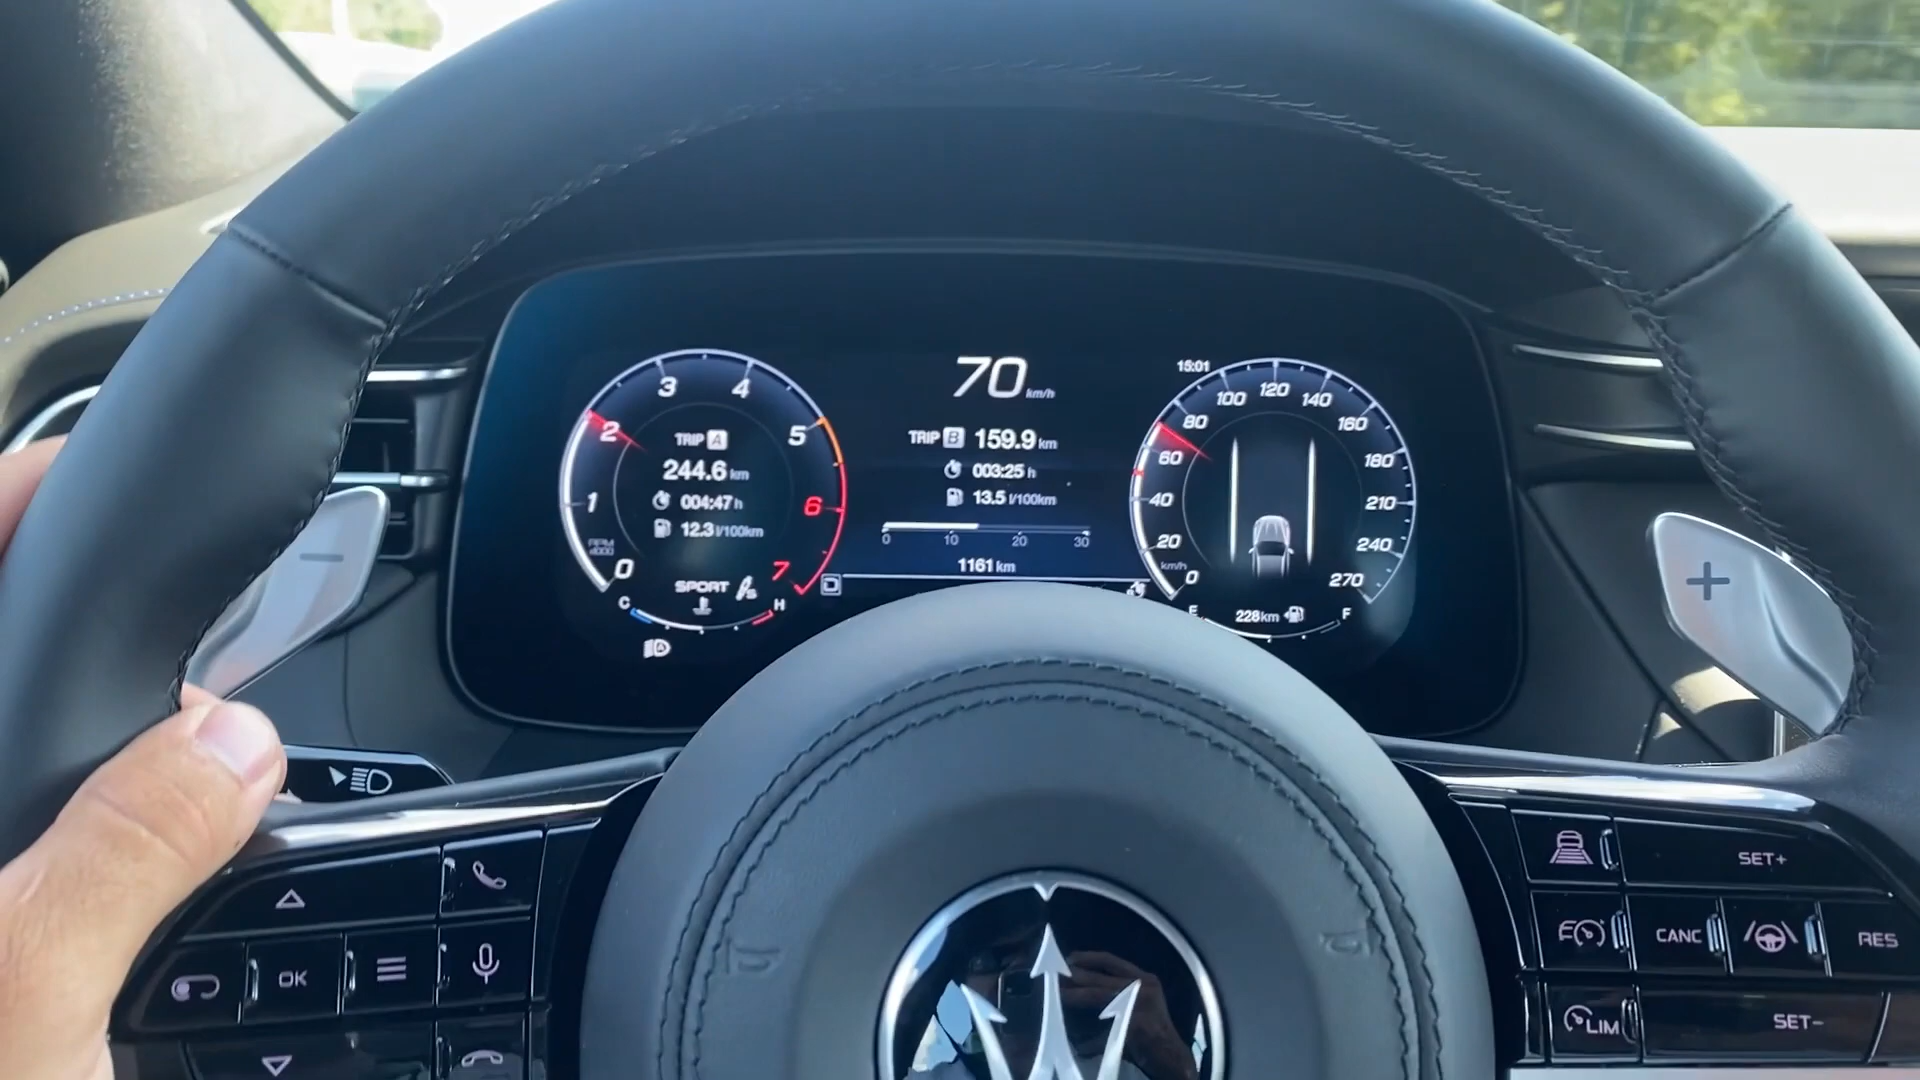 3 4
2 5
1 6
0 7
RPM
x1000
TRIP A
244.6 km
004:47 h
12.3 l/100km
SPORT
C H
70 km/h
TRIP B 159.9 km
003:25 h
13.5 l/100km
0 10 20 30
1161 km
D
15:01
100 120 140
80 160
60 180
40 210
20 240
0 270
km/h
E F
228 km
OK
SET+
CANC
RES
LIM
SET-